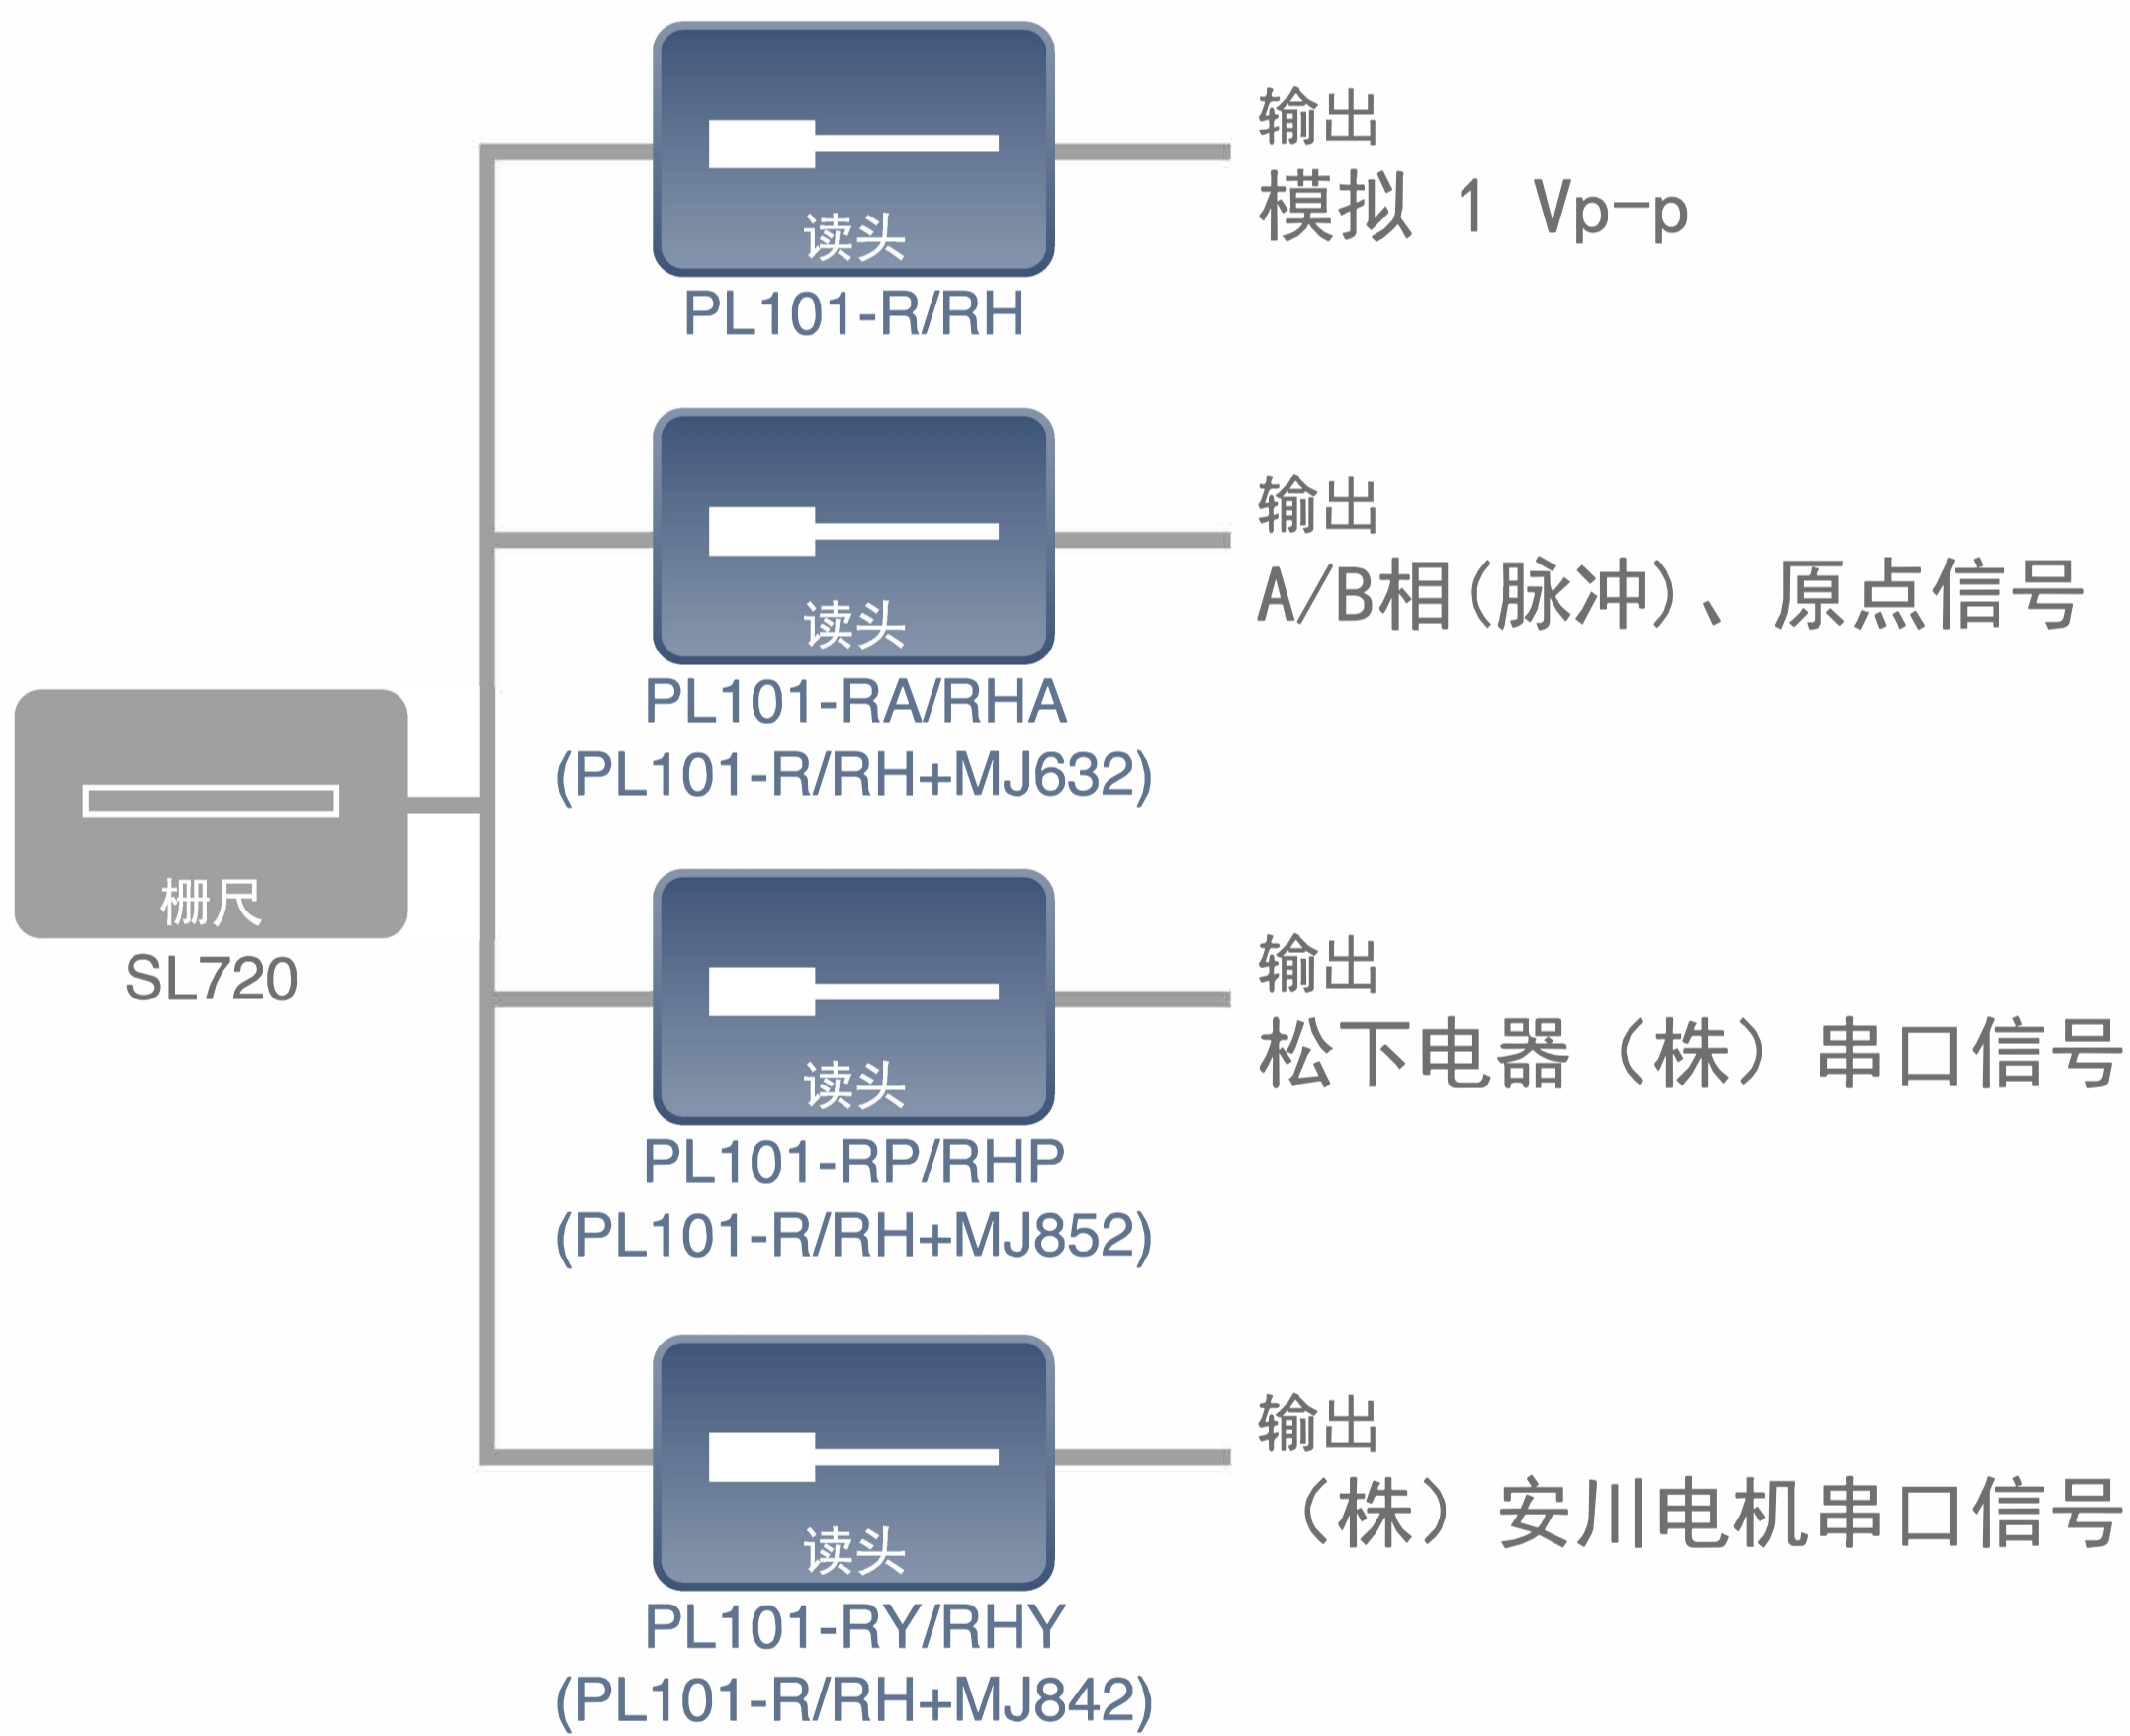 输出
模拟 1 Vp-p
读头
PL101-R/RH
输出
A/B相(脉冲)、 原点信号
读头
PL101-RA/RHA
(PL101-R/RH+MJ632)
栅尺
SL720
输出
松下电器（株） 串口信号
读头
PL101-RP/RHP
(PL101-R/RH+MJ852)
输出
（株） 安川电机串口信号
读头
PL101-RY/RHY
(PL101-R/RH+MJ842)